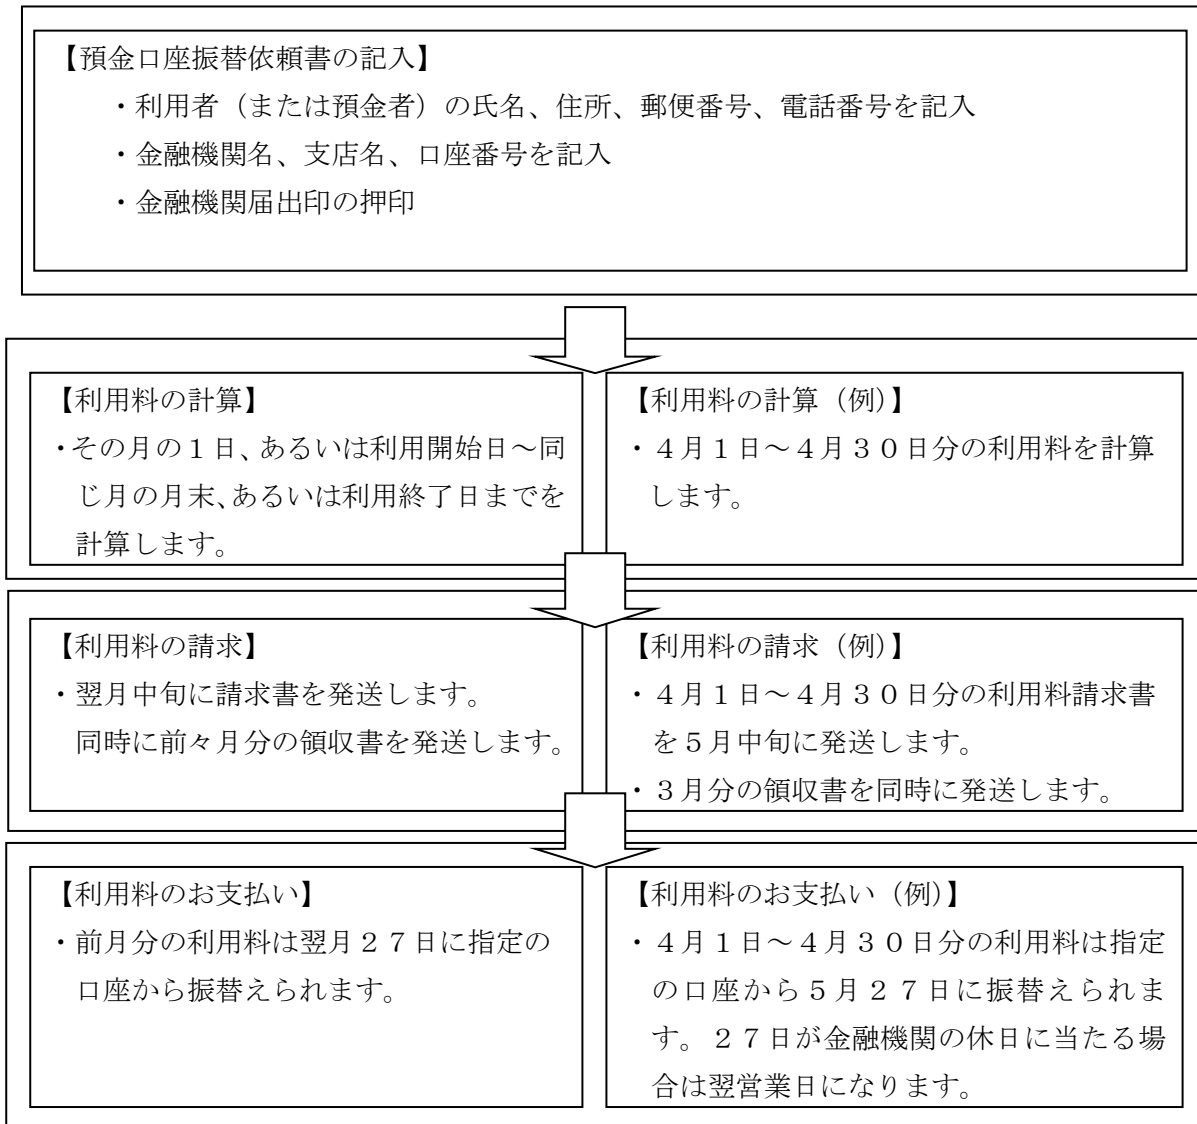 【預金口座振替依頼書の記入】
・利用者（または預金者）の氏名、住所、郵便番号、電話番号を記入
・金融機関名、支店名、口座番号を記入
・金融機関届出印の押印
【利用料の計算】
・その月の１日、あるいは利用開始日～同
じ月の月末、あるいは利用終了日までを
計算します。
【利用料の計算（例）】
・４月１日～４月３０日分の利用料を計算
します。
【利用料の請求】
・翌月中旬に請求書を発送します。
同時に前々月分の領収書を発送します。
【利用料の請求（例）】
・４月１日～４月３０日分の利用料請求書
を５月中旬に発送します。
・３月分の領収書を同時に発送します。
【利用料のお支払い】
・前月分の利用料は翌月２７日に指定の
口座から振替えられます。
【利用料のお支払い（例）】
・４月１日～４月３０日分の利用料は指定
の口座から５月２７日に振替えられま
す。２７日が金融機関の休日に当たる場
合は翌営業日になります。